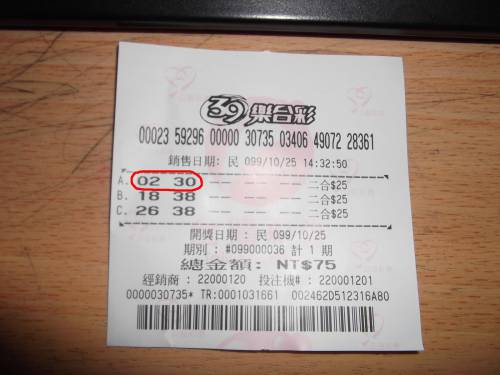 39樂合彩
00023 59296 00000 30735 03406 49072 28361
銷售日期: 民 099/10/25 14:32:50
A. 02 30 — — — — 二合$25
B. 18 38 — — — — 二合$25
C. 26 38 — — — — 二合$25
開獎日期 : 民 099/10/25
期別 : #099000036 計 1 期
總金額: NT$75
經銷商 : 22000120 投注機# : 220001201
0000030735* TR:0001031661 002462D512316A80